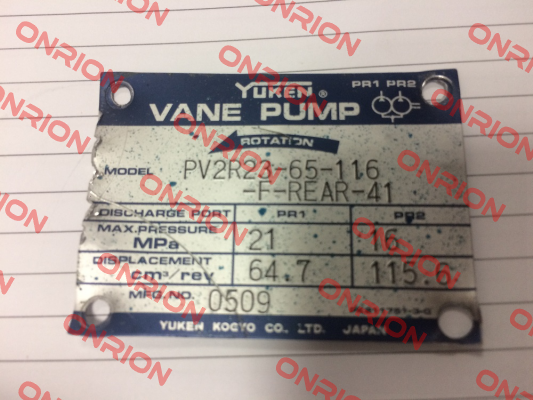 YUKEN®
PR1 PR2
VANE PUMP
ROTATION
MODEL PV2R23-65-116
-F-REAR-41
DISCHARGE PORT PR1 PR2
MAX.PRESSURE MPa 21 16
DISPLACEMENT cm³ rev 64.7 115.6
MFG. NO. 0509
YUKEN KOGYO CO., LTD. JAPAN
ONRION